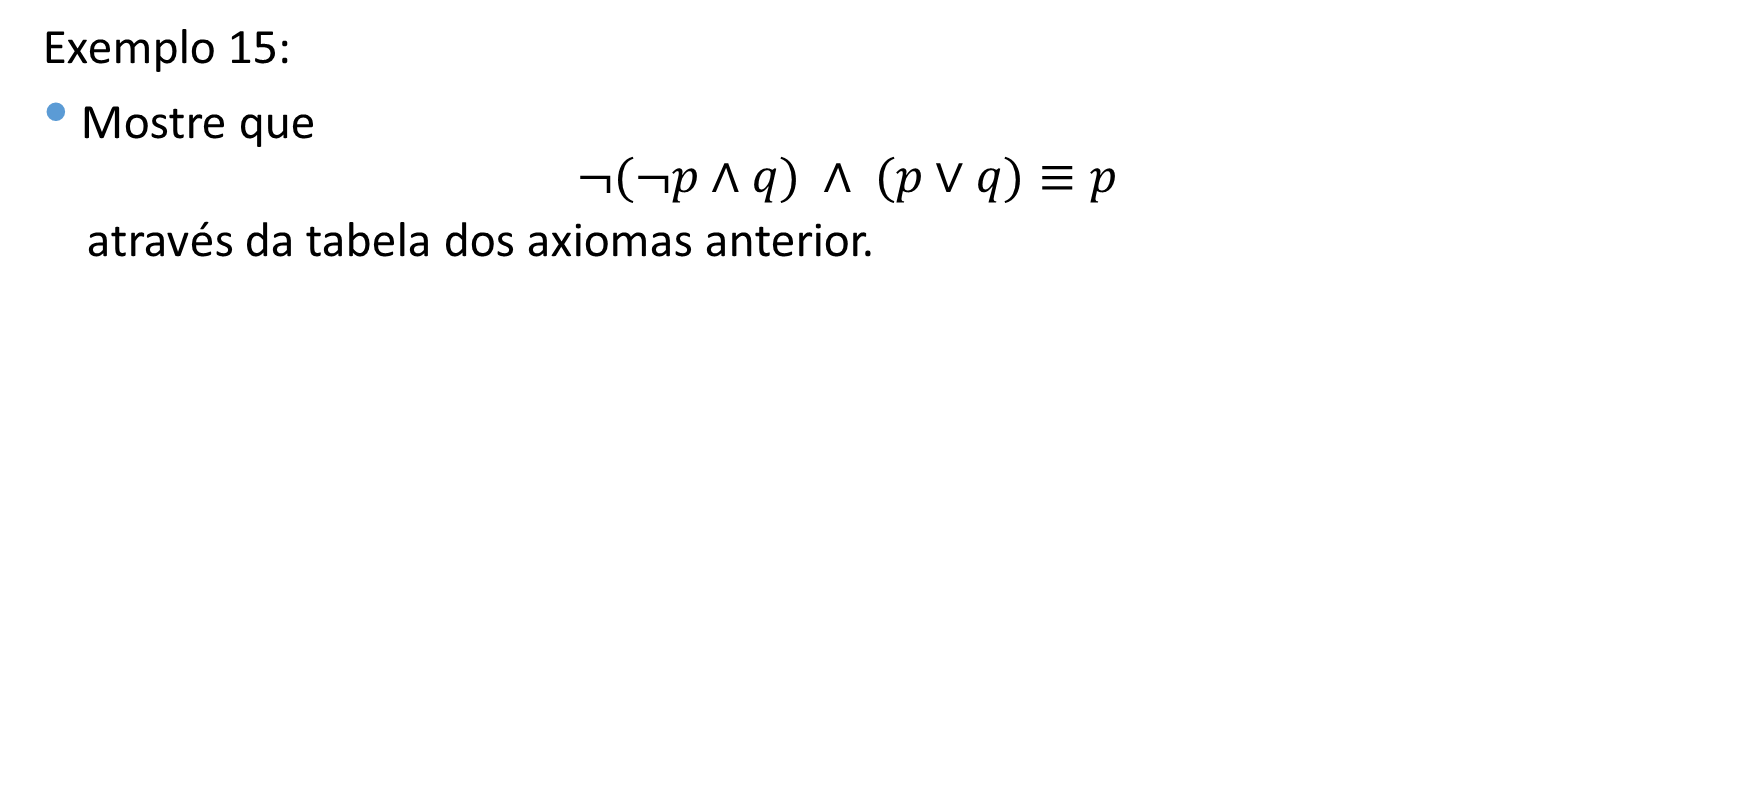 Exemplo 15:
• Mostre que
¬(¬p ∧ q) ∧ (p ∨ q) ≡ p
através da tabela dos axiomas anterior.